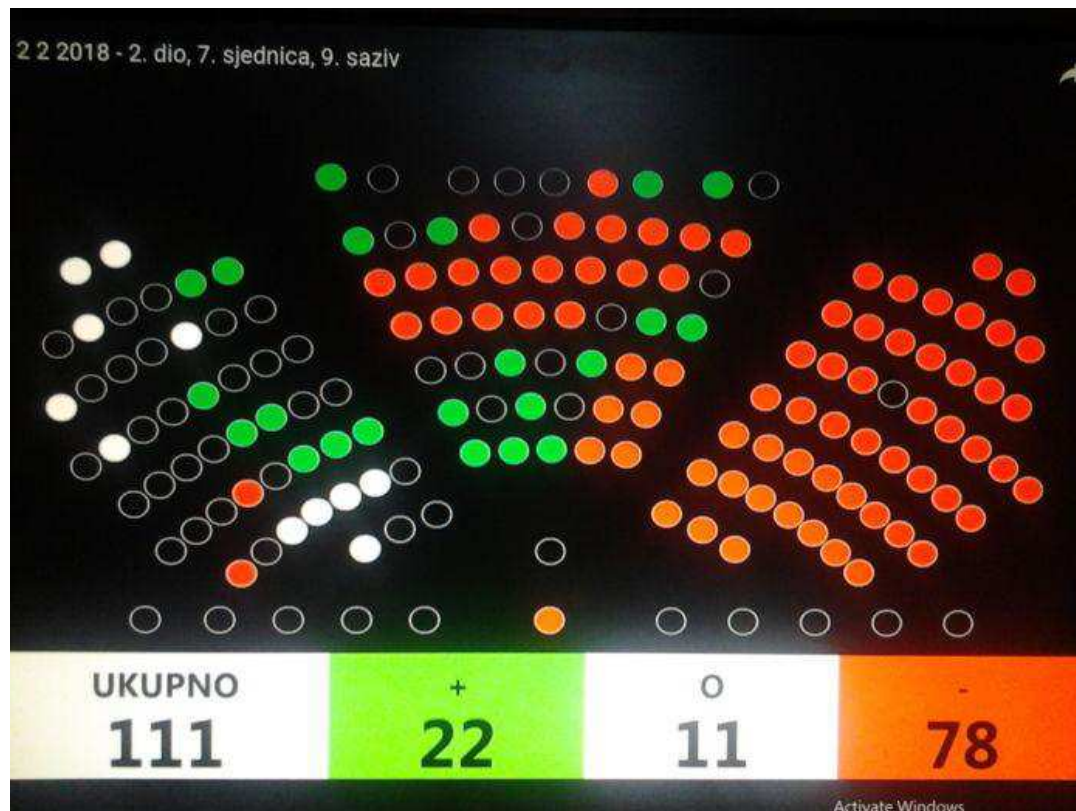 2 2 2018 - 2. dio, 7. sjednica, 9. saziv
UKUPNO + O -
111 22 11 78
Activate Windows